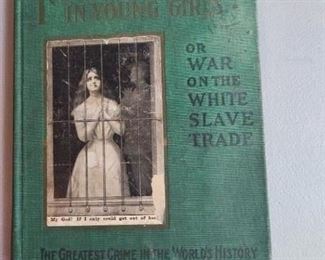 IN YOUNG GIRLS
OR
WAR
ON THE
WHITE
SLAVE
TRADE
My God! If I only could get out of here
THE GREATEST CRIME IN THE WORLD'S HISTORY